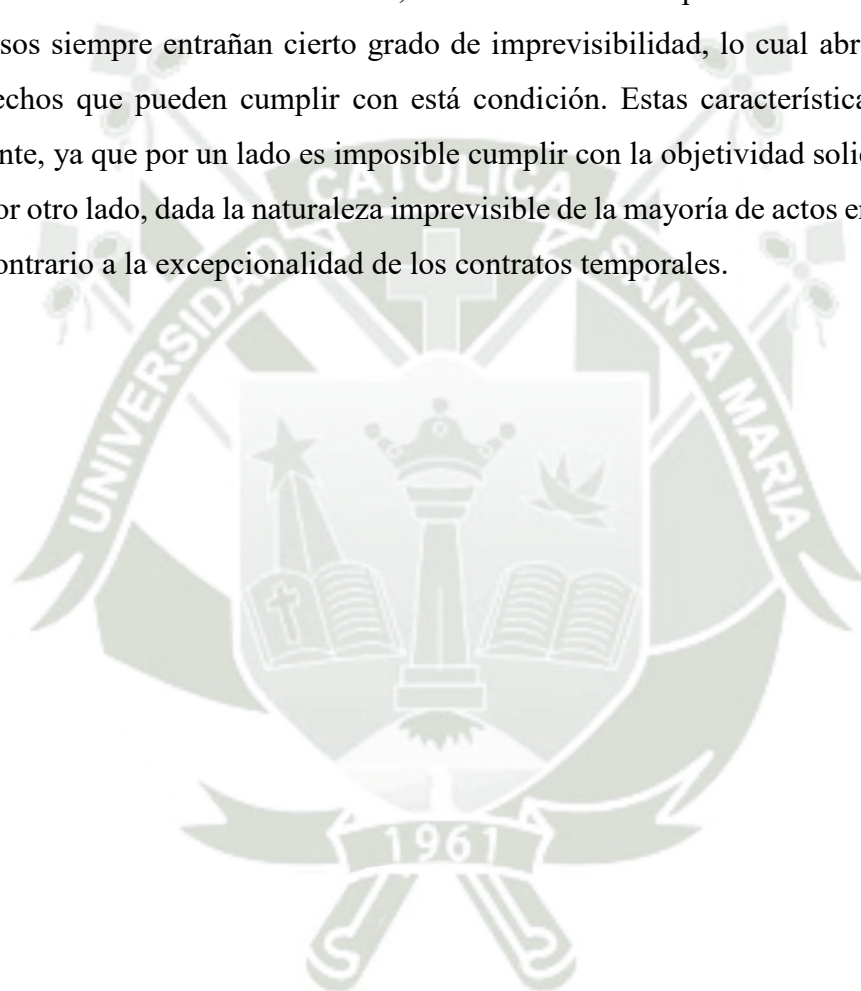 sos siempre entrañan cierto grado de imprevisibilidad, lo cual abr
echos que pueden cumplir con está condición. Estas característica
nte, ya que por un lado es imposible cumplir con la objetividad soli
or otro lado, dada la naturaleza imprevisible de la mayoría de actos e
ontrario a la excepcionalidad de los contratos temporales.
UNIVERSIDAD CATOLICA SANTA MARIA
1961